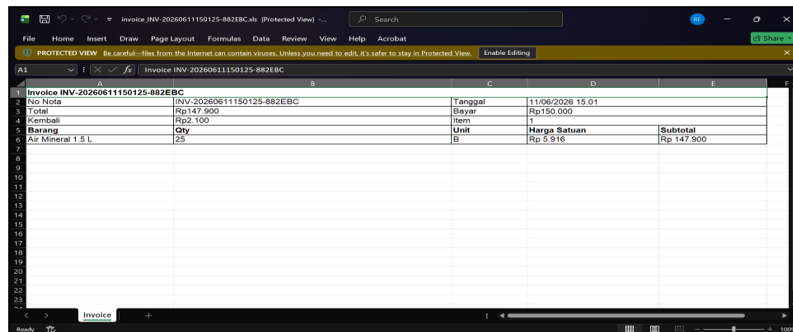 invoice_INV-20260611150125-882EBC.xls [Protected View] -...
Search
RF
File Home Insert Draw Page Layout Formulas Data Review View Help Acrobat
Share
PROTECTED VIEW Be careful—files from the Internet can contain viruses. Unless you need to edit, it's safer to stay in Protected View. Enable Editing
A1 fx Invoice INV-20260611150125-882EBC
A B C D E F
1 Invoice INV-20260611150125-882EBC
2 No Nota INV-20260611150125-882EBC Tanggal 11/06/2026 15.01
3 Total Rp147.900 Bayar Rp150.000
4 Kembali Rp2.100 Item 1
5 Barang Qty Unit Harga Satuan Subtotal
6 Air Mineral 1.5 L 25 B Rp 5.916 Rp 147.900
7
8
9
10
11
12
13
14
15
16
17
18
19
20
21
22
23
Invoice
Ready 100%